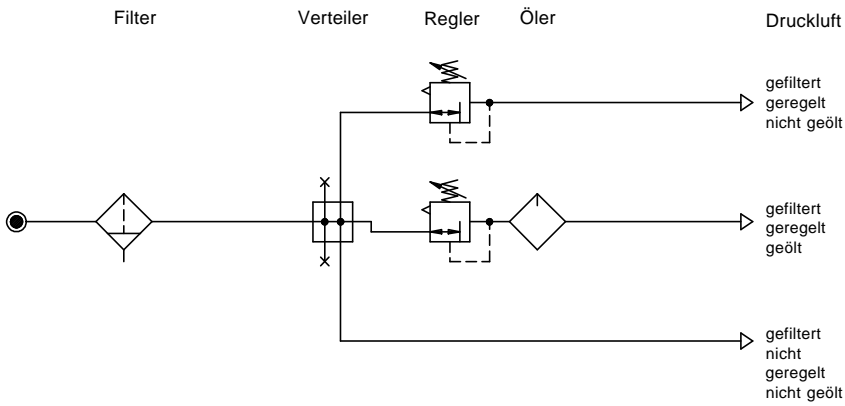 Filter
Verteiler
Regler
Öler
Druckluft
gefiltert
geregelt
nicht geölt
gefiltert
geregelt
geölt
gefiltert
nicht
geregelt
nicht geölt